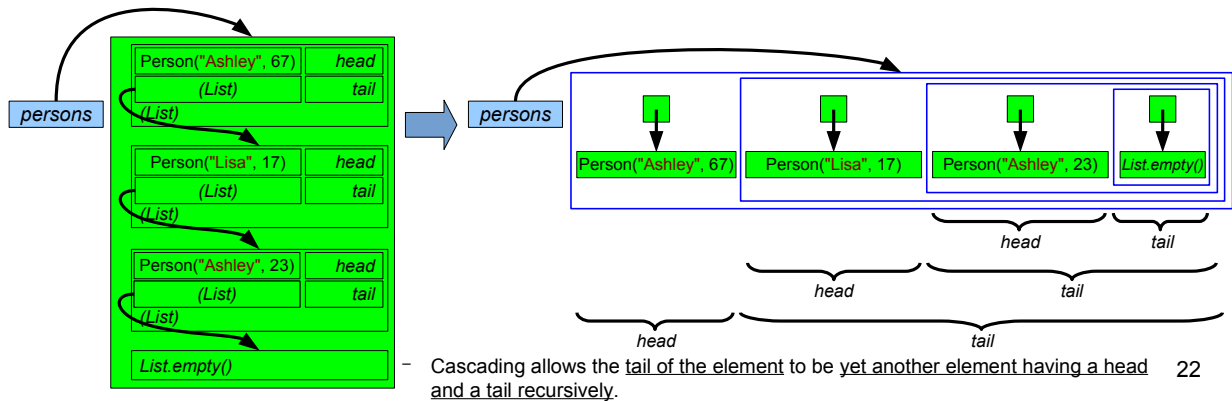 persons
Person("Ashley", 67) head
(List) tail
(List)
Person("Lisa", 17) head
(List) tail
(List)
Person("Ashley", 23) head
(List) tail
(List)
List.empty()
persons
Person("Ashley", 67) Person("Lisa", 17) Person("Ashley", 23) List.empty()
head tail
head tail
head tail
– Cascading allows the tail of the element to be yet another element having a head
and a tail recursively.
22